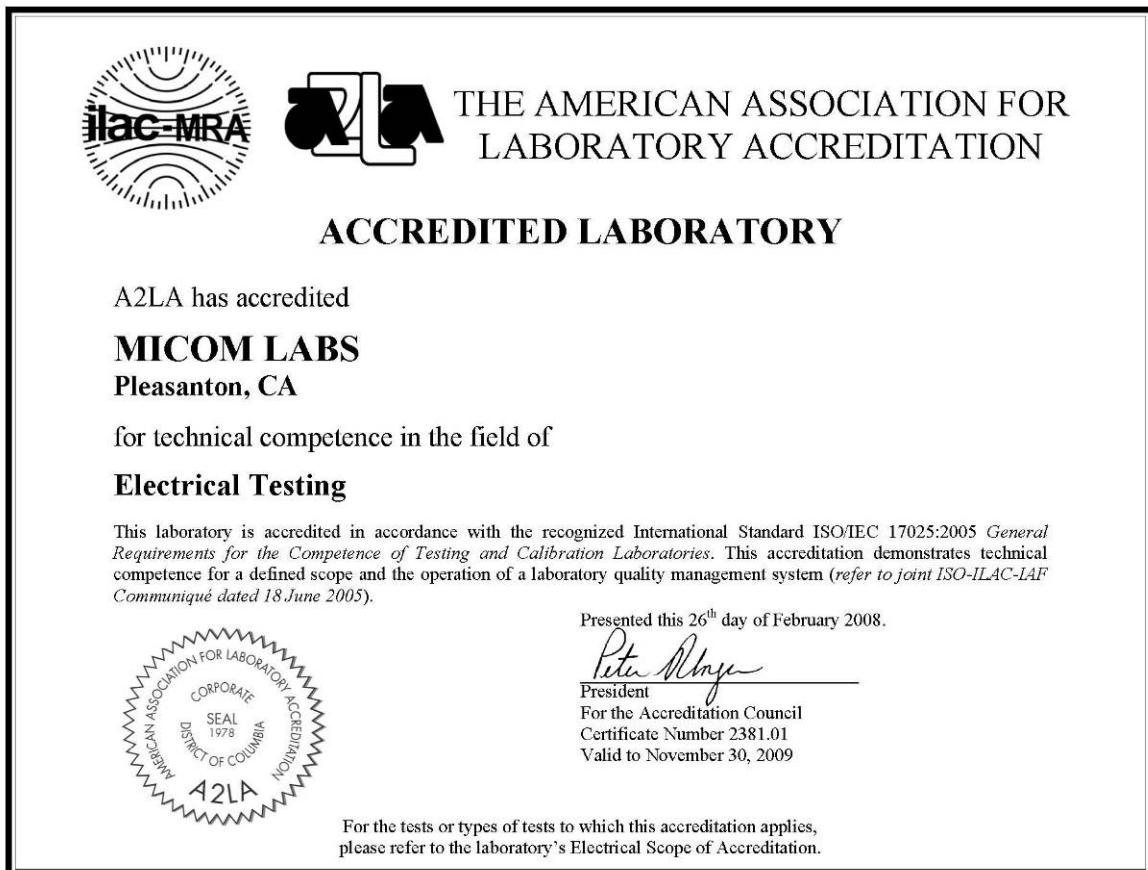 ilac-MRA
A2LA
THE AMERICAN ASSOCIATION FOR
LABORATORY ACCREDITATION
ACCREDITED LABORATORY
A2LA has accredited
MICOM LABS
Pleasanton, CA
for technical competence in the field of
Electrical Testing
This laboratory is accredited in accordance with the recognized International Standard ISO/IEC 17025:2005 General
Requirements for the Competence of Testing and Calibration Laboratories. This accreditation demonstrates technical
competence for a defined scope and the operation of a laboratory quality management system (refer to joint ISO-ILAC-IAF
Communiqué dated 18 June 2005).
Presented this 26th day of February 2008.
President
For the Accreditation Council
Certificate Number 2381.01
Valid to November 30, 2009
AMERICAN ASSOCIATION FOR LABORATORY ACCREDITATION
CORPORATE
SEAL
1978
DISTRICT OF COLUMBIA
A2LA
For the tests or types of tests to which this accreditation applies,
please refer to the laboratory's Electrical Scope of Accreditation.